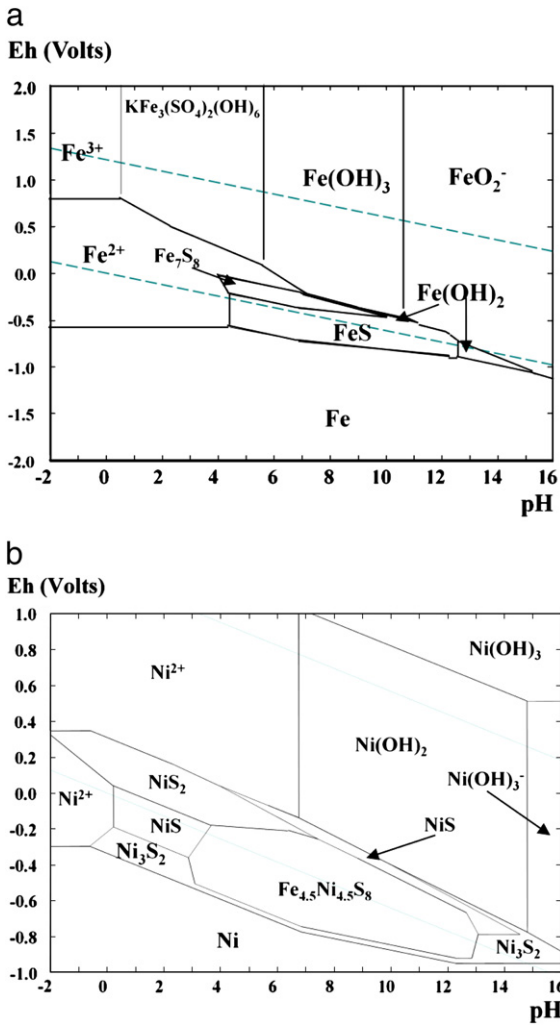 a
Eh (Volts)
2.0
KFe₃(SO₄)₂(OH)₆
1.5
Fe³⁺
1.0
Fe(OH)₃
FeO₂⁻
0.5
Fe²⁺
Fe₇S₈
0.0
Fe(OH)₂
-0.5
FeS
-1.0
-1.5
Fe
-2.0
-2 0 2 4 6 8 10 12 14 16
pH
b
Eh (Volts)
1.0
0.8
Ni(OH)₃
Ni²⁺
0.6
0.4
Ni(OH)₂
0.2
Ni(OH)₃⁻
NiS₂
0.0
Ni²⁺
NiS
NiS
-0.2
Ni₃S₂
-0.4
Fe₄.₅Ni₄.₅S₈
-0.6
-0.8
Ni
Ni₃S₂
-1.0
-2 0 2 4 6 8 10 12 14 16
pH